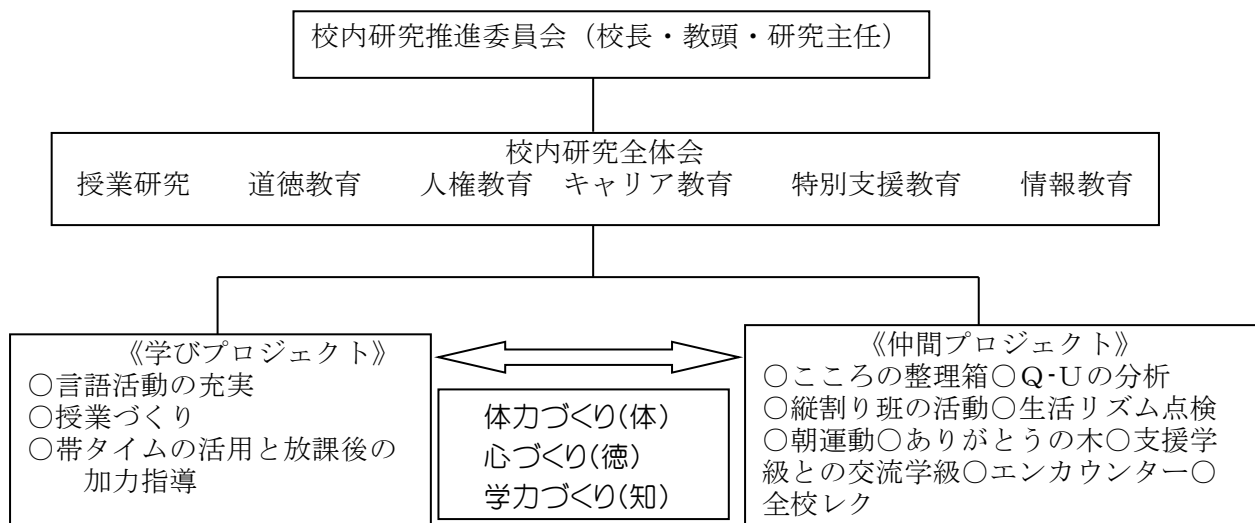 校内研究推進委員会（校長・教頭・研究主任）
校内研究全体会
授業研究　道徳教育　人権教育　キャリア教育　特別支援教育　情報教育
《学びプロジェクト》
○言語活動の充実
○授業づくり
○帯タイムの活用と放課後の
加力指導
体力づくり(体)
心づくり(徳)
学力づくり(知)
《仲間プロジェクト》
○こころの整理箱○Q-Uの分析
○縦割り班の活動○生活リズム点検
○朝運動○ありがとうの木○支援学
級との交流学級○エンカウンター○
全校レク